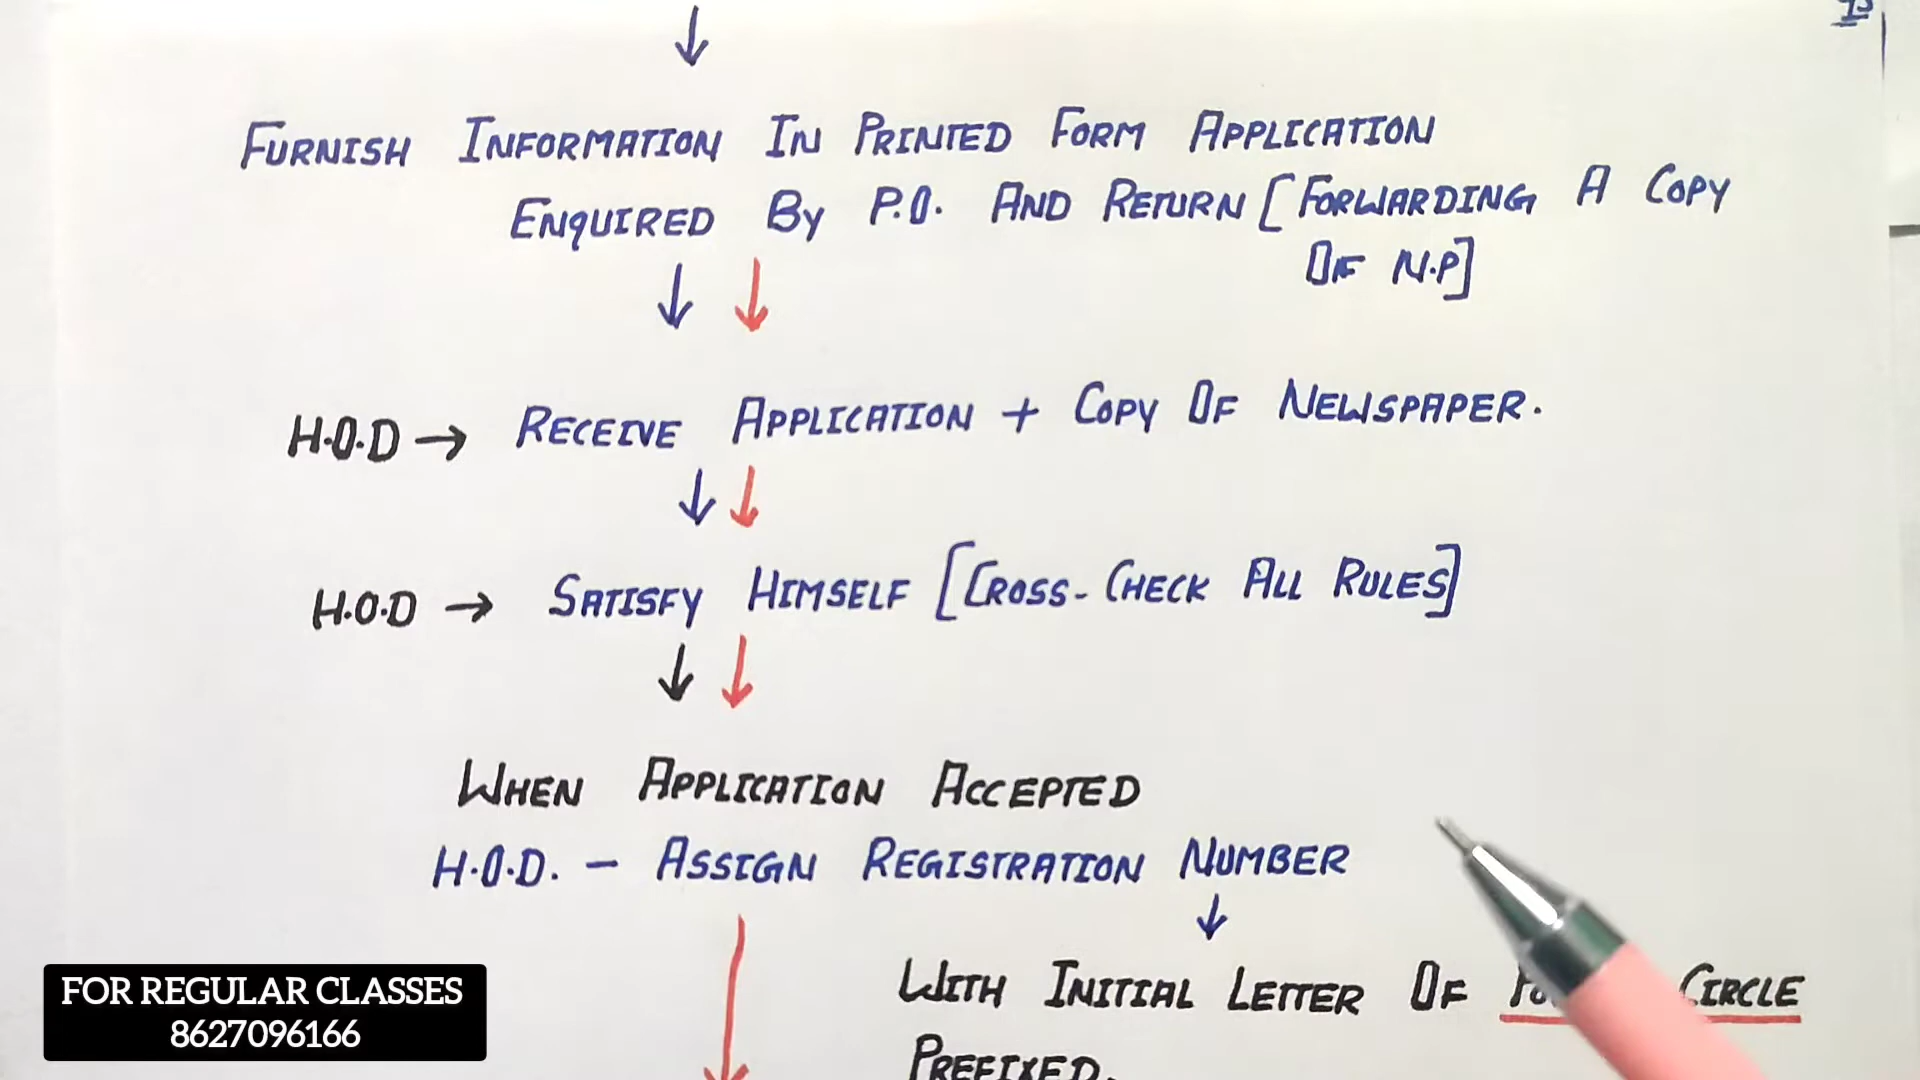 FURNISH INFORMATION IN PRINTED FORM APPLICATION
ENQUIRED BY P.O. AND RETURN [FORWARDING A COPY
OF N.P]
H.O.D → RECEIVE APPLICATION + COPY OF NEWSPAPER.
H.O.D → SATISFY HIMSELF [CROSS-CHECK ALL RULES]
WHEN APPLICATION ACCEPTED
H.O.D. – ASSIGN REGISTRATION NUMBER
WITH INITIAL LETTER OF CIRCLE
PREFIXED.
FOR REGULAR CLASSES
8627096166